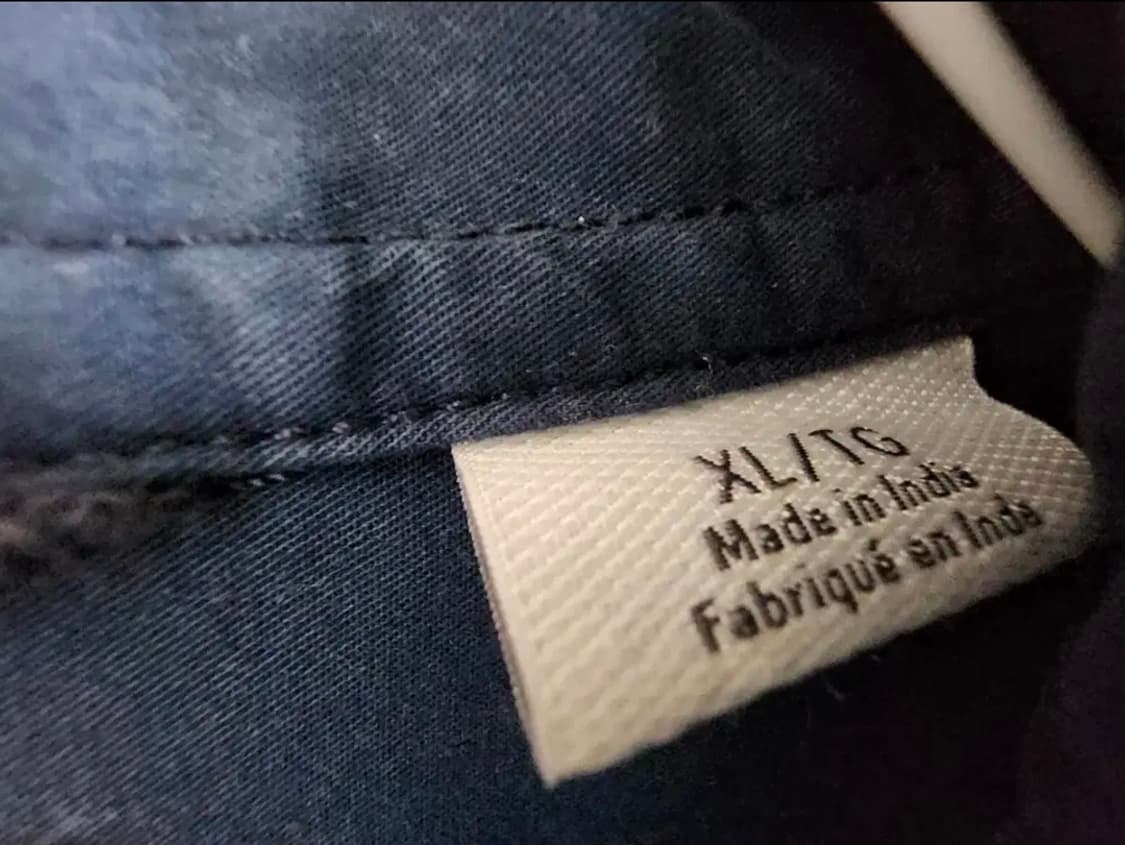 XL/TG
Made in India
Fabriqué en Inde